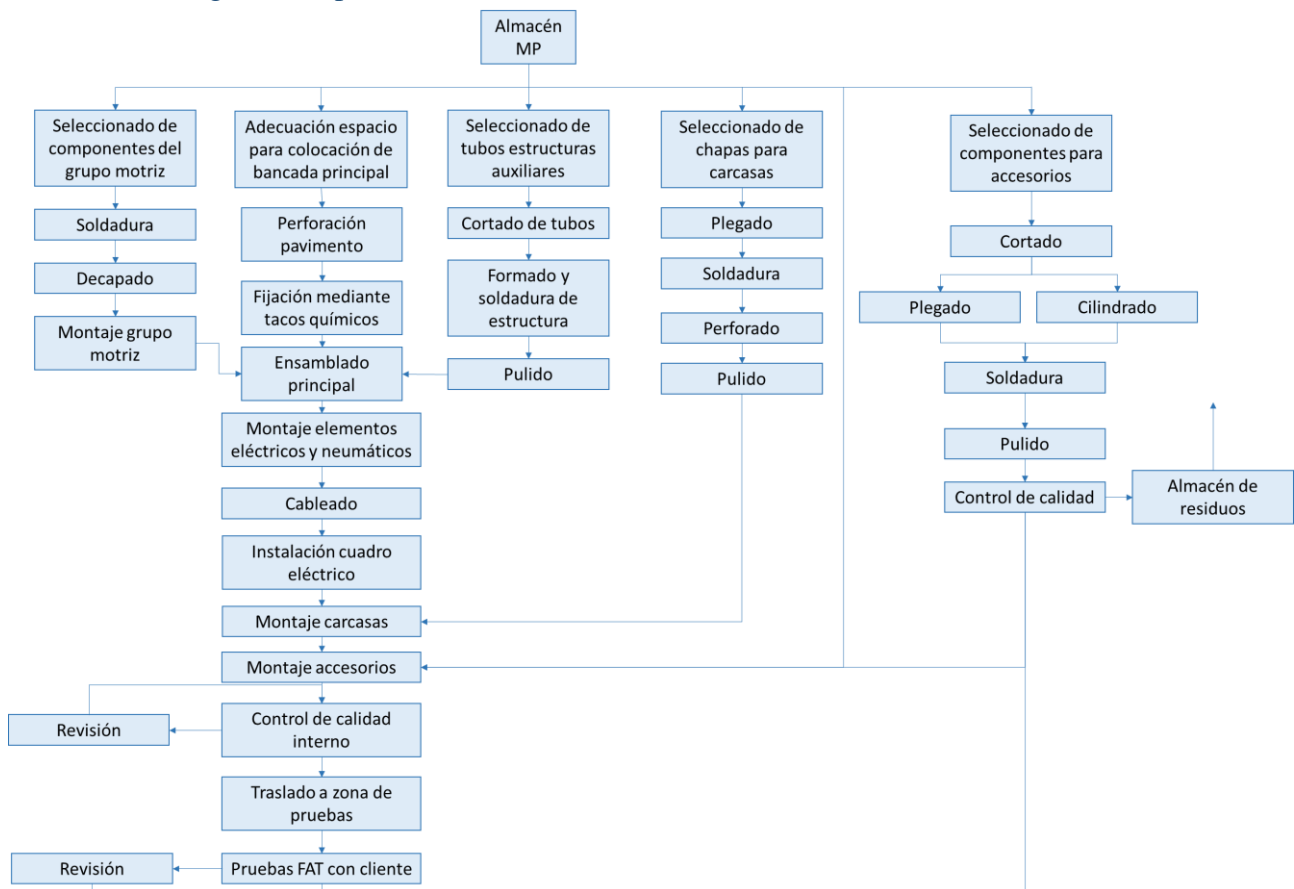 Almacén
MP
Seleccionado de
componentes del
grupo motriz
Adecuación espacio
para colocación de
bancada principal
Seleccionado de
tubos estructuras
auxiliares
Seleccionado de
chapas para
carcasas
Seleccionado de
componentes para
accesorios
Soldadura
Perforación
pavimento
Cortado de tubos
Plegado
Cortado
Decapado
Fijación mediante
tacos químicos
Formado y
soldadura de
estructura
Soldadura
Plegado
Cilindrado
Montaje grupo
motriz
Perforado
Ensamblado
principal
Pulido
Pulido
Soldadura
Montaje elementos
eléctricos y neumáticos
Pulido
Cableado
Control de calidad
Almacén de
residuos
Instalación cuadro
eléctrico
Montaje carcasas
Montaje accesorios
Revisión
Control de calidad
interno
Traslado a zona de
pruebas
Revisión
Pruebas FAT con cliente